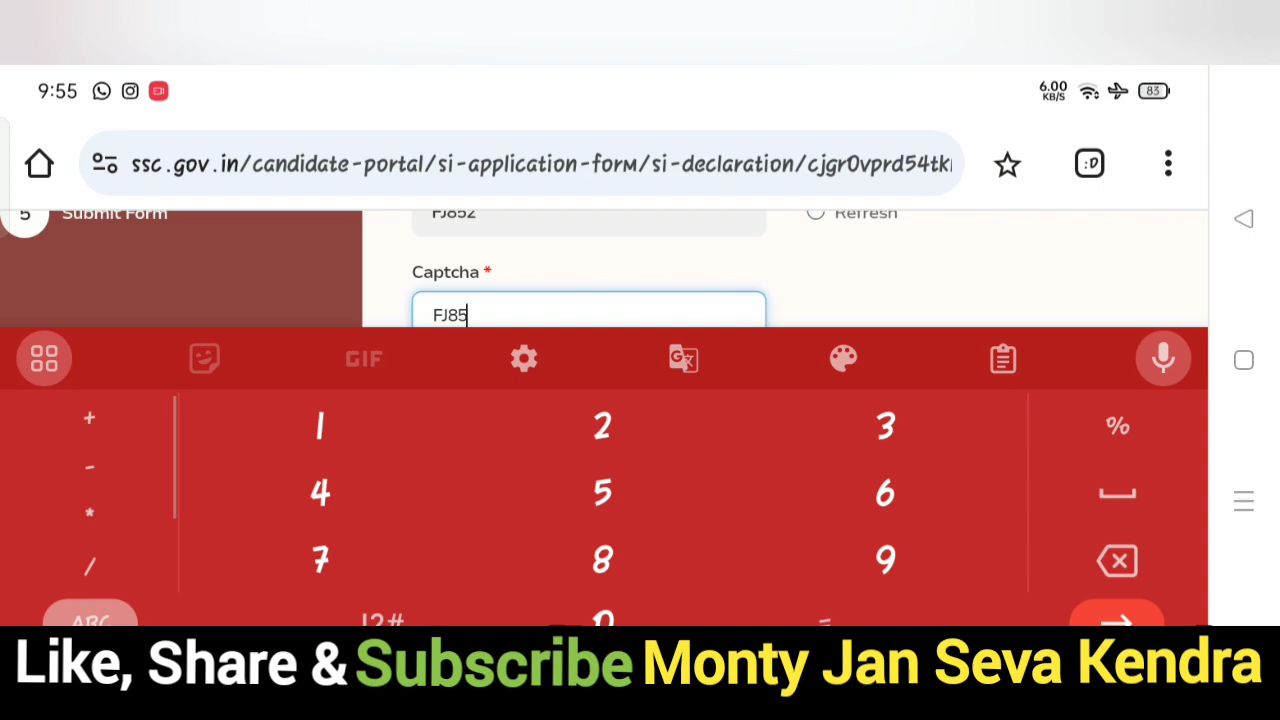 9:55 6.00 KB/S 83
ssc.gov.in/candidate-portal/si-application-form/si-declaration/cjgr0vprd54tk
:D
5 Submit Form FJ852 Refresh
Captcha *
FJ85
GIF
+ 1 2 3 %
- 4 5 6
*
/ 7 8 9
ABC !?# 0 =
Like, Share & Subscribe Monty Jan Seva Kendra